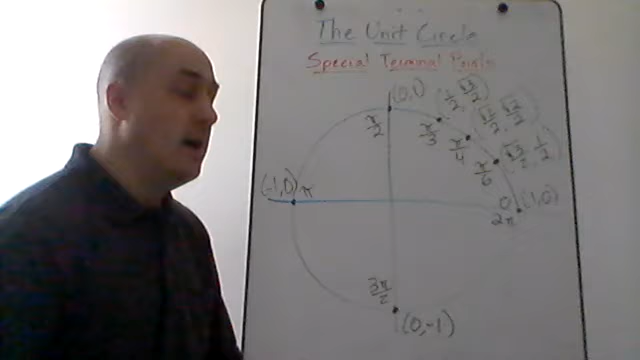 The Unit Circle
Special Terminal Points
(0,1)
π/2
(1/2, √3/2)
π/3
(√2/2, √2/2)
π/4
(√3/2, 1/2)
π/6
(-1,0) π
0 (1,0)
2π
3π/2
(0,-1)